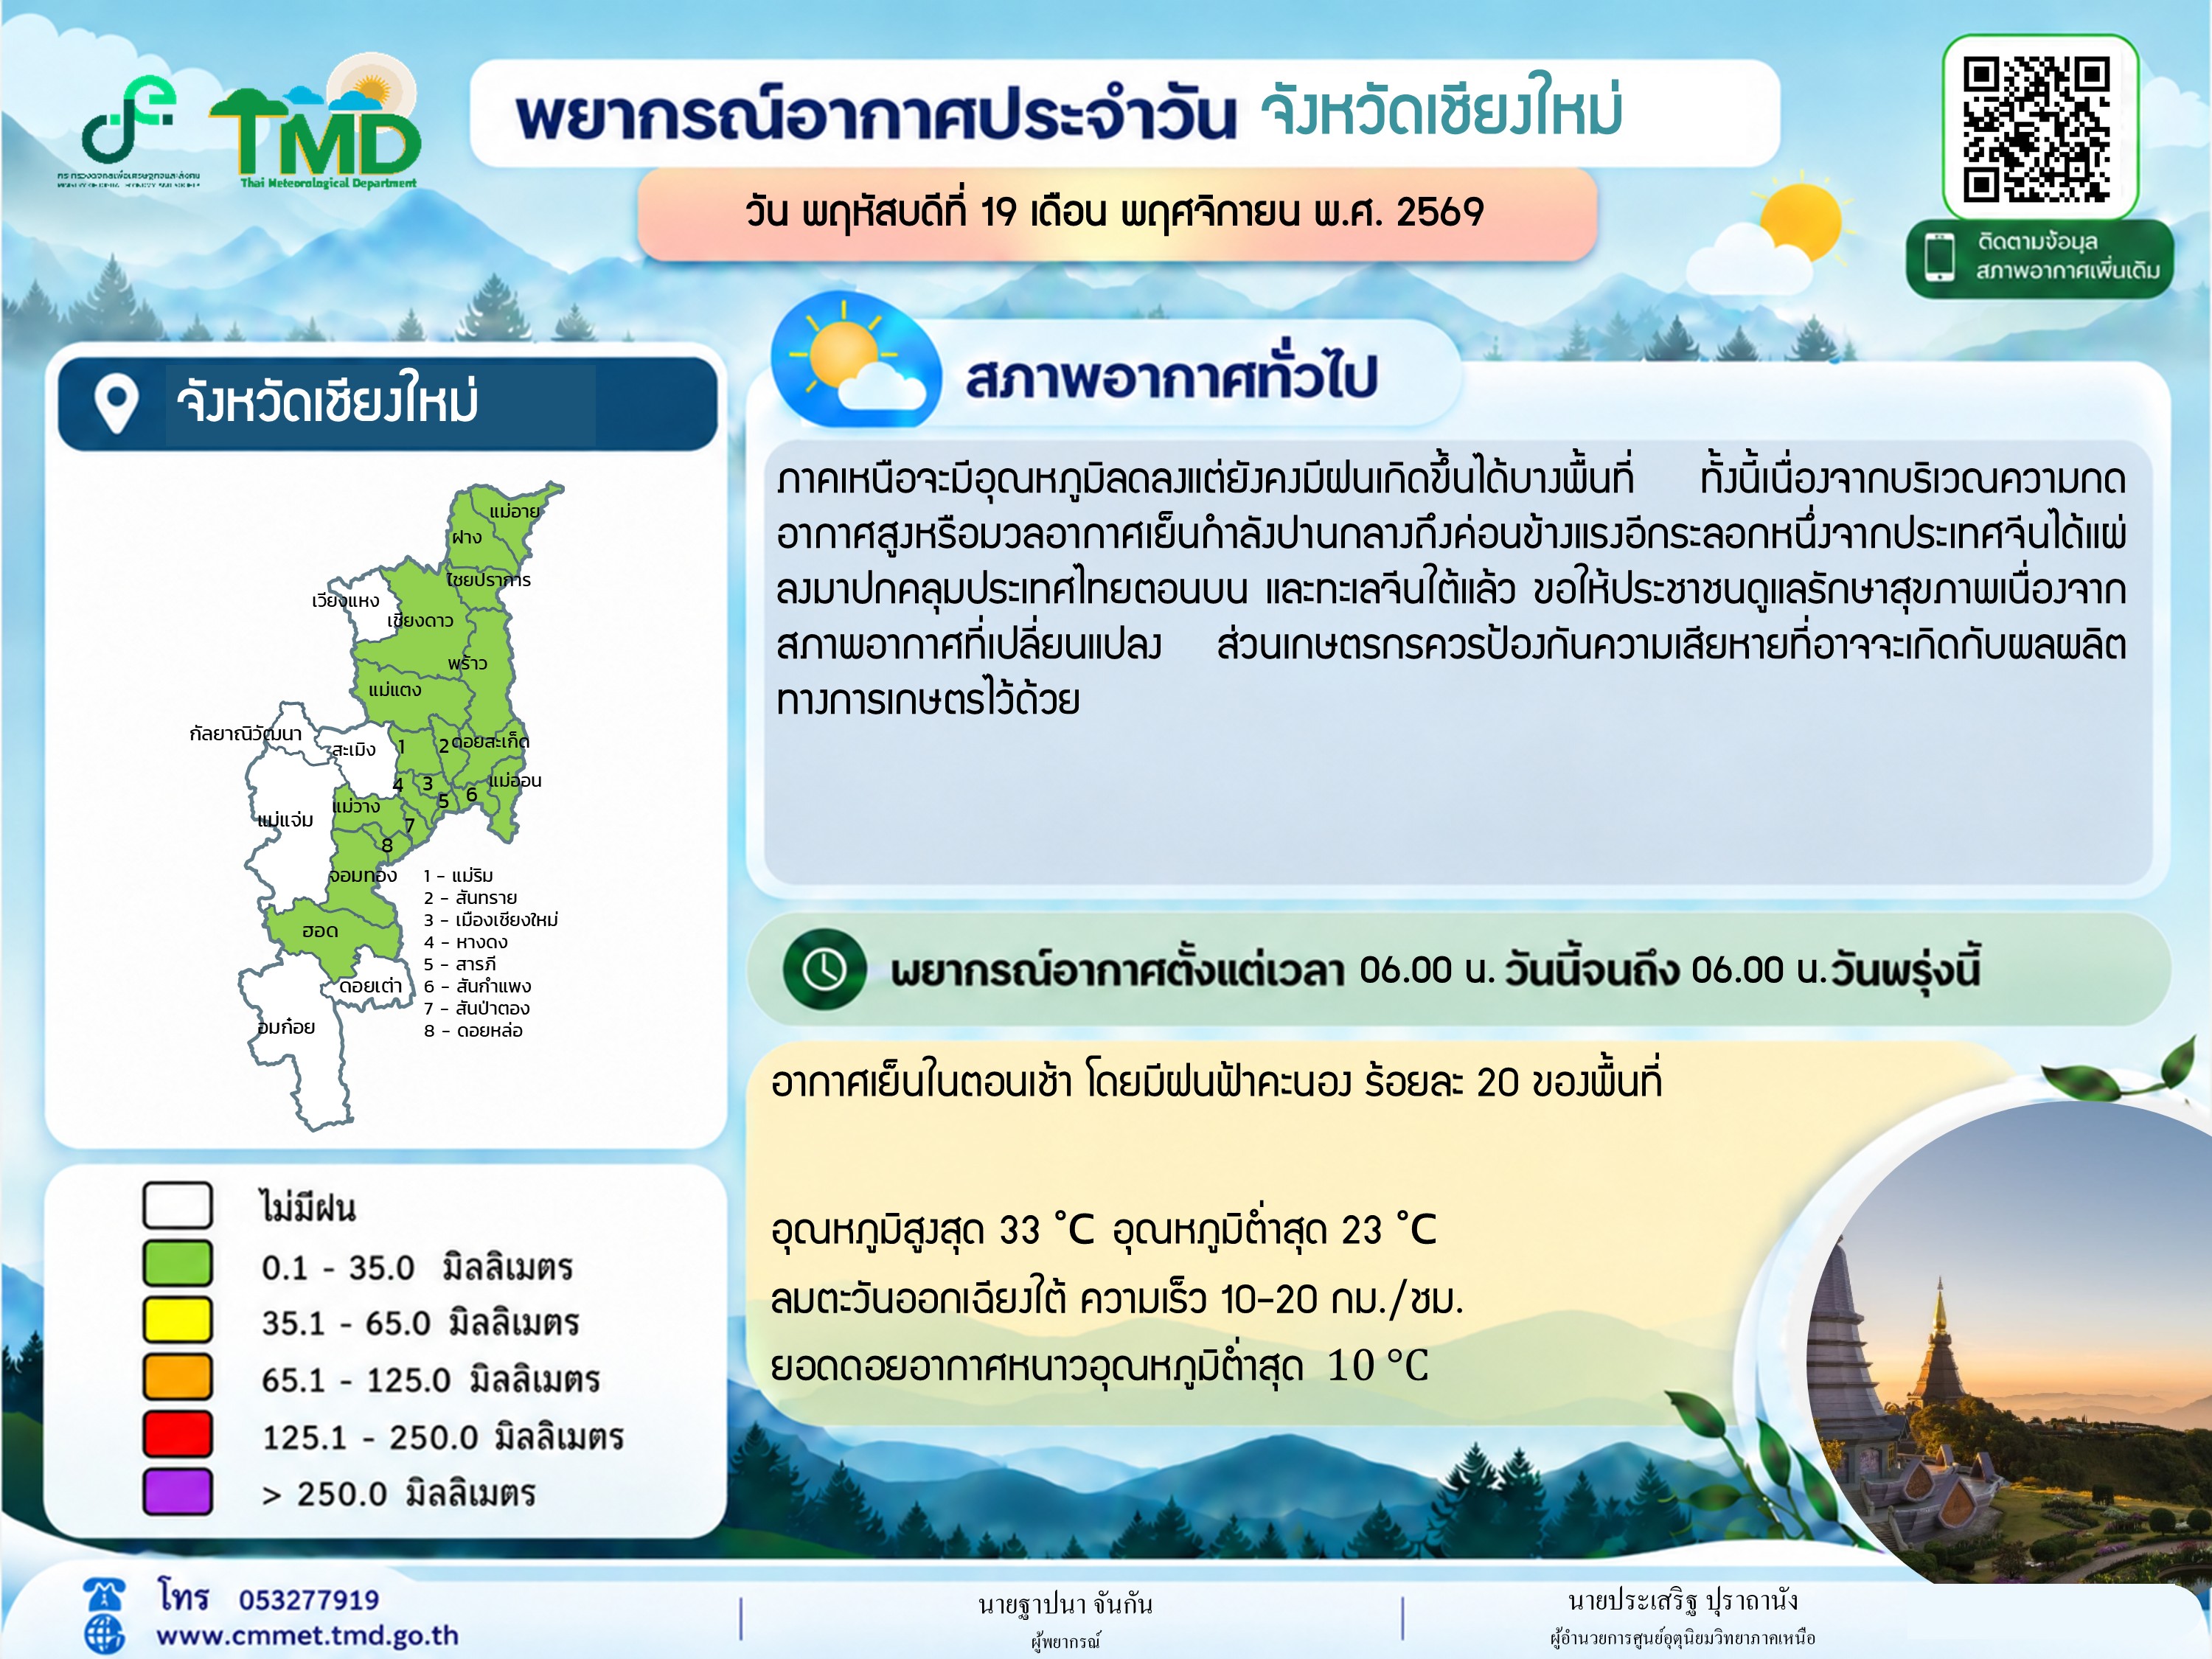 พยากรณ์อากาศประจำวัน จังหวัดเชียงใหม่
วัน พฤหัสบดีที่ 19 เดือน พฤศจิกายน พ.ศ. 2569
TMD
Thai Meteorological Department
ติดตามข้อมูล
สภาพอากาศเพิ่มเติม
จังหวัดเชียงใหม่
แม่อาย
ฝาง
ไชยปราการ
เวียงแหง
เชียงดาว
พร้าว
แม่แตง
กัลยาณิวัฒนา
สะเมิง
1
2
ดอยสะเก็ด
4
3
แม่ออน
5
6
แม่วาง
แม่แจ่ม
7
8
จอมทอง
ฮอด
ดอยเต่า
อมก๋อย
1 - แม่ริม
2 - สันทราย
3 - เมืองเชียงใหม่
4 - หางดง
5 - สารภี
6 - สันกำแพง
7 - สันป่าตอง
8 - ดอยหล่อ
ไม่มีฝน
0.1 - 35.0 มิลลิเมตร
35.1 - 65.0 มิลลิเมตร
65.1 - 125.0 มิลลิเมตร
125.1 - 250.0 มิลลิเมตร
> 250.0 มิลลิเมตร
สภาพอากาศทั่วไป
ภาคเหนือจะมีอุณหภูมิลดลงแต่ยังคงมีฝนเกิดขึ้นได้บางพื้นที่ ทั้งนี้เนื่องจากบริเวณความกด
อากาศสูงหรือมวลอากาศเย็นกำลังปานกลางถึงค่อนข้างแรงอีกระลอกหนึ่งจากประเทศจีนได้แผ่
ลงมาปกคลุมประเทศไทยตอนบน และทะเลจีนใต้แล้ว ขอให้ประชาชนดูแลรักษาสุขภาพเนื่องจาก
สภาพอากาศที่เปลี่ยนแปลง ส่วนเกษตรกรควรป้องกันความเสียหายที่อาจจะเกิดกับผลผลิต
ทางการเกษตรไว้ด้วย
พยากรณ์อากาศตั้งแต่เวลา 06.00 น. วันนี้จนถึง 06.00 น. วันพรุ่งนี้
อากาศเย็นในตอนเช้า โดยมีฝนฟ้าคะนอง ร้อยละ 20 ของพื้นที่
อุณหภูมิสูงสุด 33 °C อุณหภูมิต่ำสุด 23 °C
ลมตะวันออกเฉียงใต้ ความเร็ว 10-20 กม./ชม.
ยอดดอยอากาศหนาวอุณหภูมิต่ำสุด 10 °C
โทร 053277919
www.cmmet.tmd.go.th
นายฐาปนา จันกัน
ผู้พยากรณ์
นายประเสริฐ ปุราถานัง
ผู้อำนวยการศูนย์อุตุนิยมวิทยาภาคเหนือ